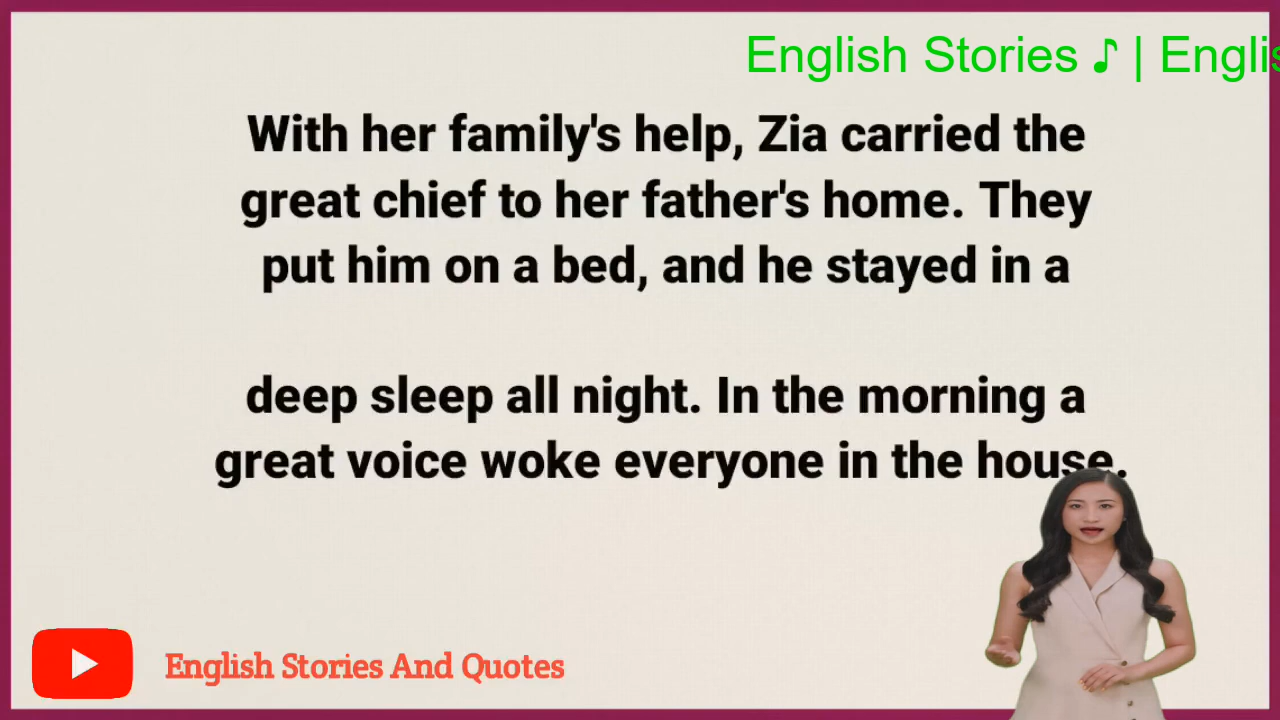 English Stories ♪ | Englis
With her family's help, Zia carried the
great chief to her father's home. They
put him on a bed, and he stayed in a
deep sleep all night. In the morning a
great voice woke everyone in the house.
English Stories And Quotes